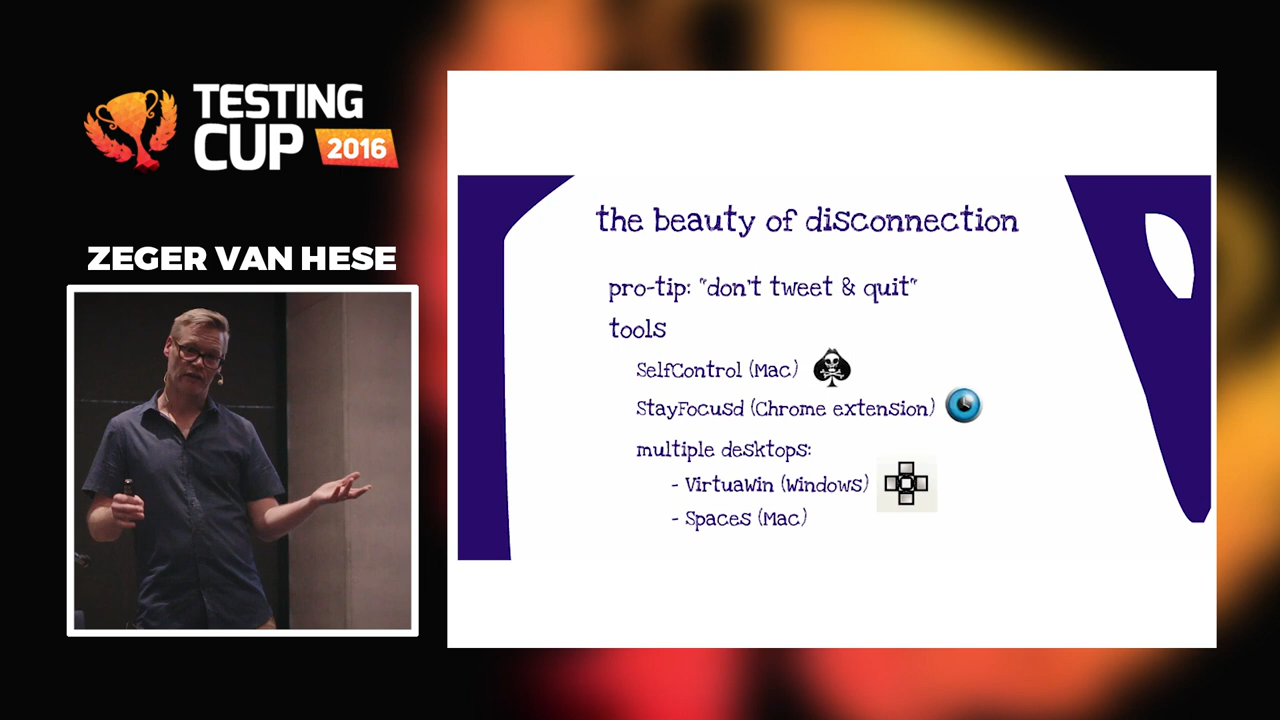 TESTING
CUP 2016
ZEGER VAN HESE
the beauty of disconnection
pro-tip: "don't tweet & quit"
tools
SelfControl (Mac)
StayFocusd (Chrome extension)
multiple desktops:
- VirtuaWin (Windows)
- Spaces (Mac)